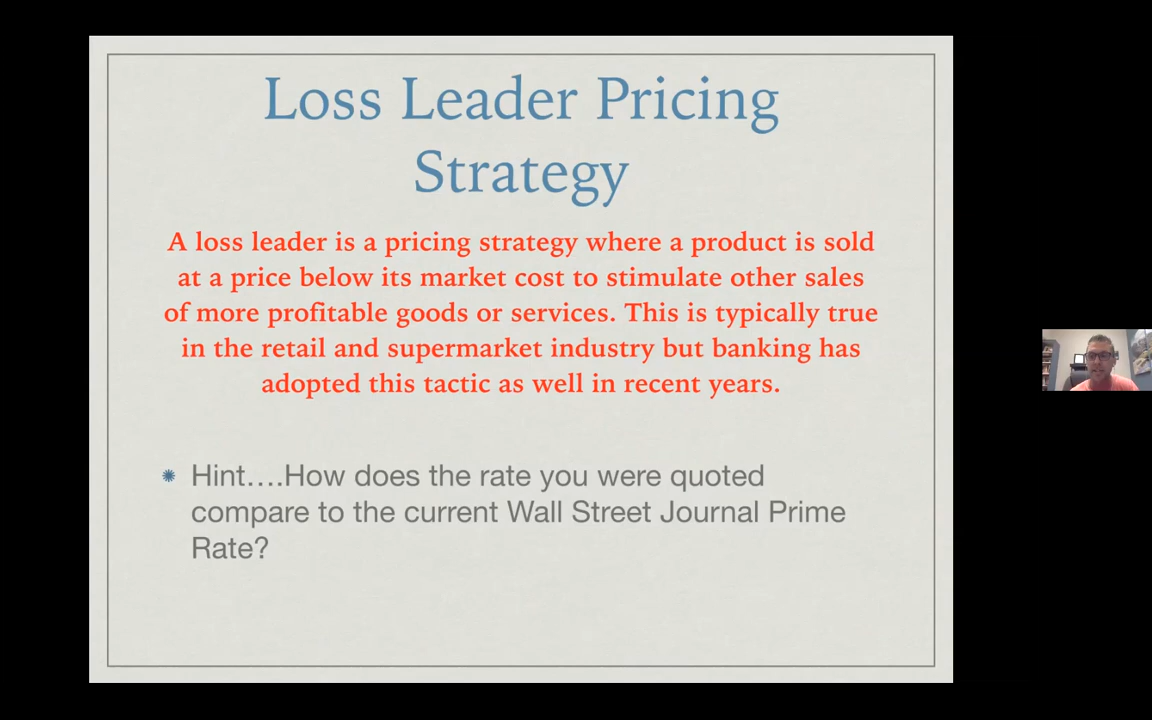 Loss Leader Pricing
Strategy
A loss leader is a pricing strategy where a product is sold
at a price below its market cost to stimulate other sales
of more profitable goods or services. This is typically true
in the retail and supermarket industry but banking has
adopted this tactic as well in recent years.
Hint....How does the rate you were quoted
compare to the current Wall Street Journal Prime
Rate?